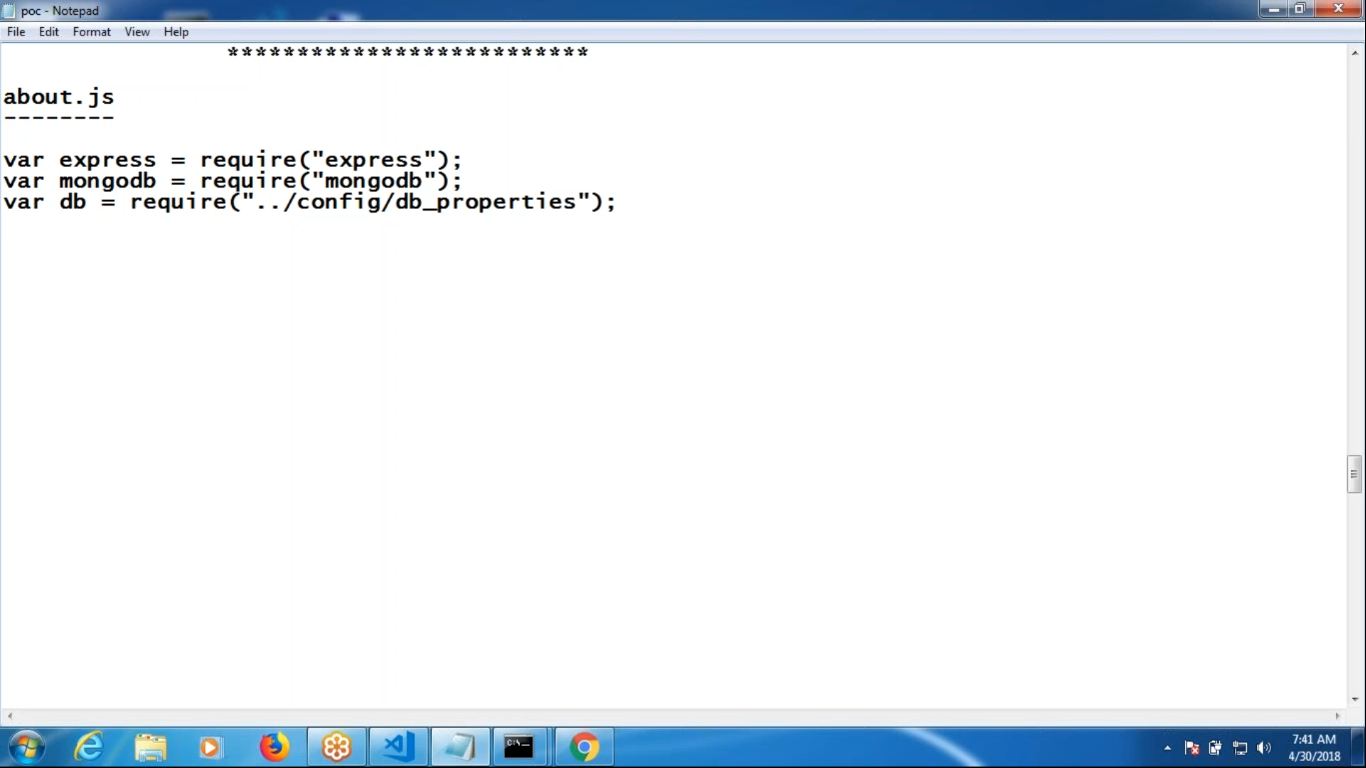 poc - Notepad
File Edit Format View Help
**************************
about.js
--------
var express = require("express");
var mongodb = require("mongodb");
var db = require("../config/db_properties");
7:41 AM
4/30/2018